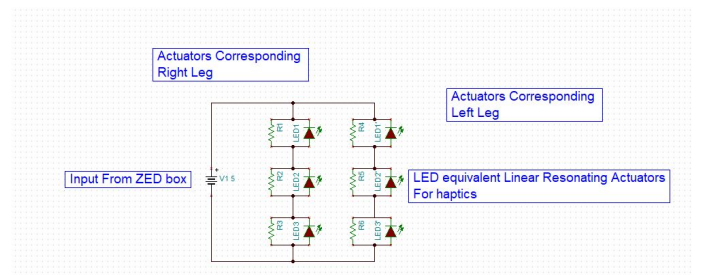 Actuators Corresponding
Right Leg
Actuators Corresponding
Left Leg
R1
LED1
R4
LED1'
Input From ZED box
+
V1 5
R2
LED2
R5
LED2'
LED equivalent Linear Resonating Actuators
For haptics
R3
LED3
R6
LED3'